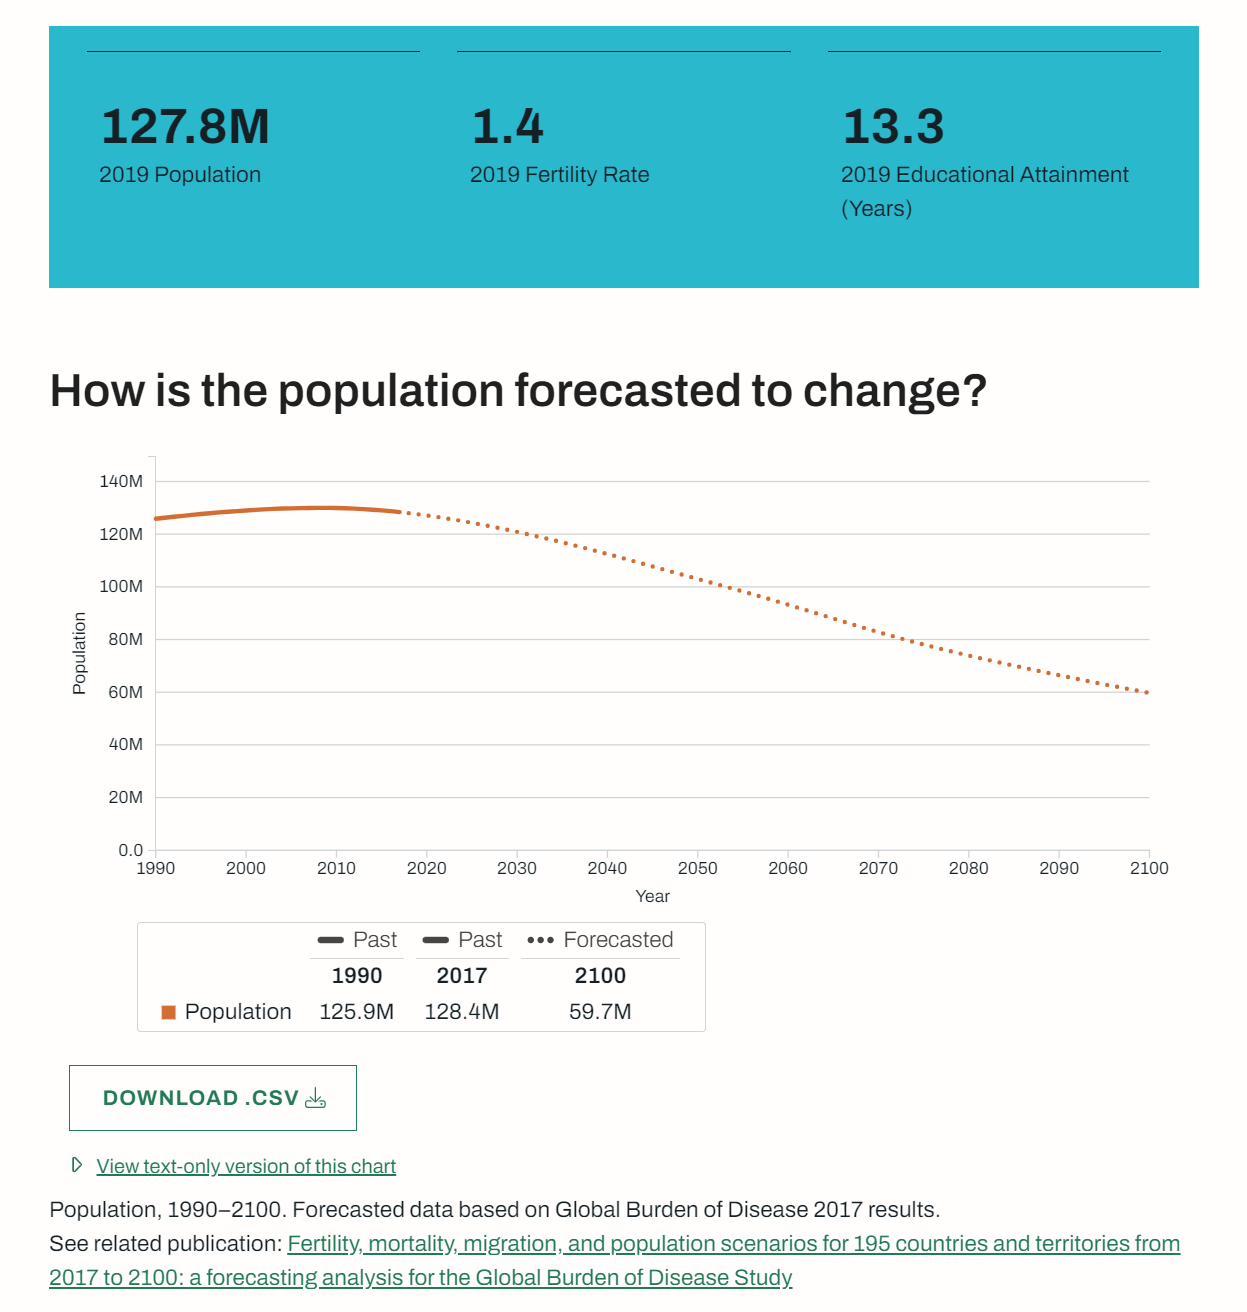 127.8M
2019 Population
1.4
2019 Fertility Rate
13.3
2019 Educational Attainment
(Years)
How is the population forecasted to change?
140M
120M
100M
80M
60M
40M
20M
0.0
Population
1990 2000 2010 2020 2030 2040 2050 2060 2070 2080 2090 2100
Year
Past Past Forecasted
1990 2017 2100
Population 125.9M 128.4M 59.7M
DOWNLOAD .CSV
View text-only version of this chart
Population, 1990–2100. Forecasted data based on Global Burden of Disease 2017 results.
See related publication: Fertility, mortality, migration, and population scenarios for 195 countries and territories from
2017 to 2100: a forecasting analysis for the Global Burden of Disease Study